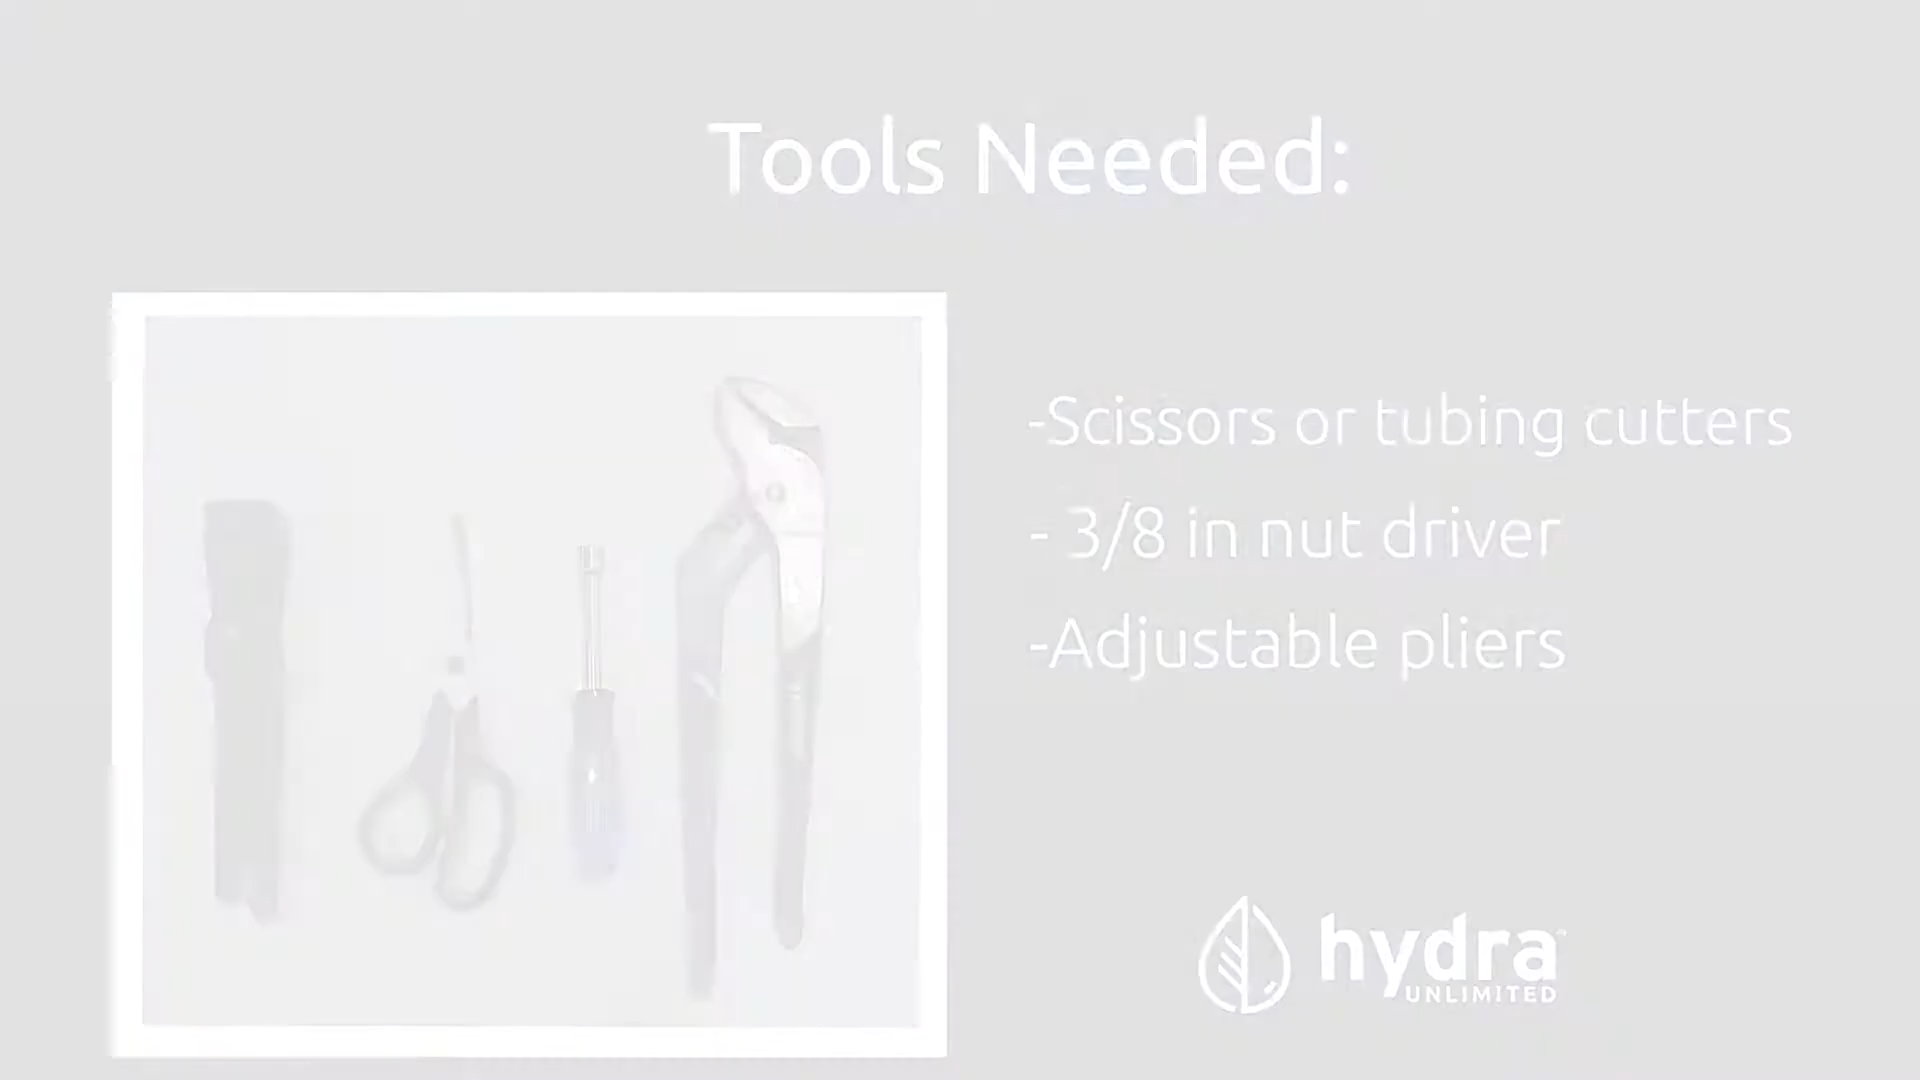 Tools Needed:
-Scissors or tubing cutters
- 3/8 in nut driver
-Adjustable pliers
hydra
UNLIMITED